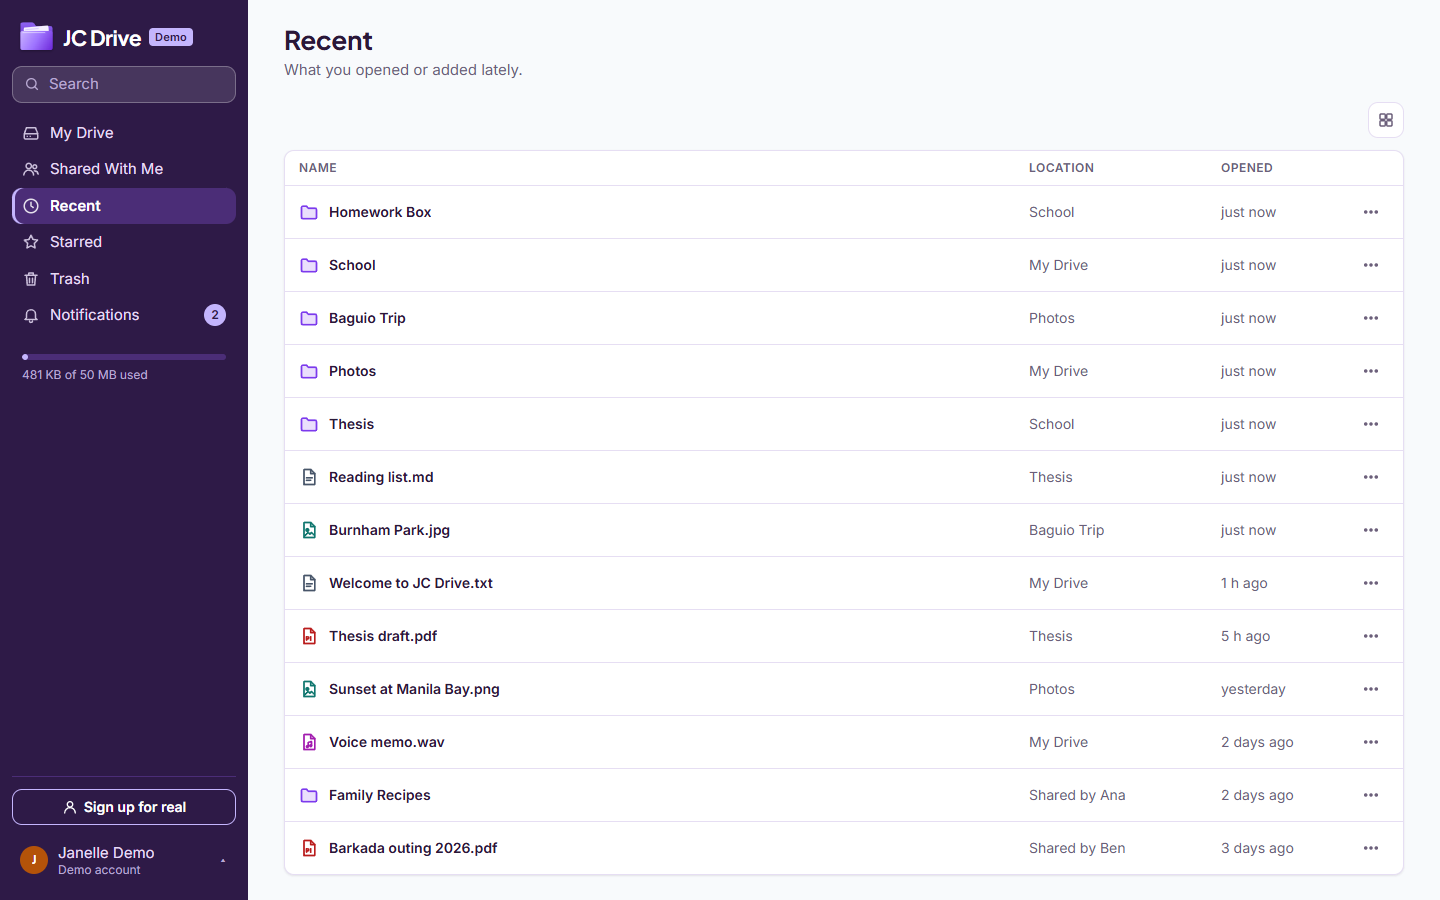 JC Drive Demo
Search
My Drive
Shared With Me
Recent
Starred
Trash
Notifications 2
481 KB of 50 MB used
Sign up for real
J
Janelle Demo
Demo account
Recent
What you opened or added lately.
NAME LOCATION OPENED
Homework Box School just now
School My Drive just now
Baguio Trip Photos just now
Photos My Drive just now
Thesis School just now
Reading list.md Thesis just now
Burnham Park.jpg Baguio Trip just now
Welcome to JC Drive.txt My Drive 1 h ago
Thesis draft.pdf Thesis 5 h ago
Sunset at Manila Bay.png Photos yesterday
Voice memo.wav My Drive 2 days ago
Family Recipes Shared by Ana 2 days ago
Barkada outing 2026.pdf Shared by Ben 3 days ago